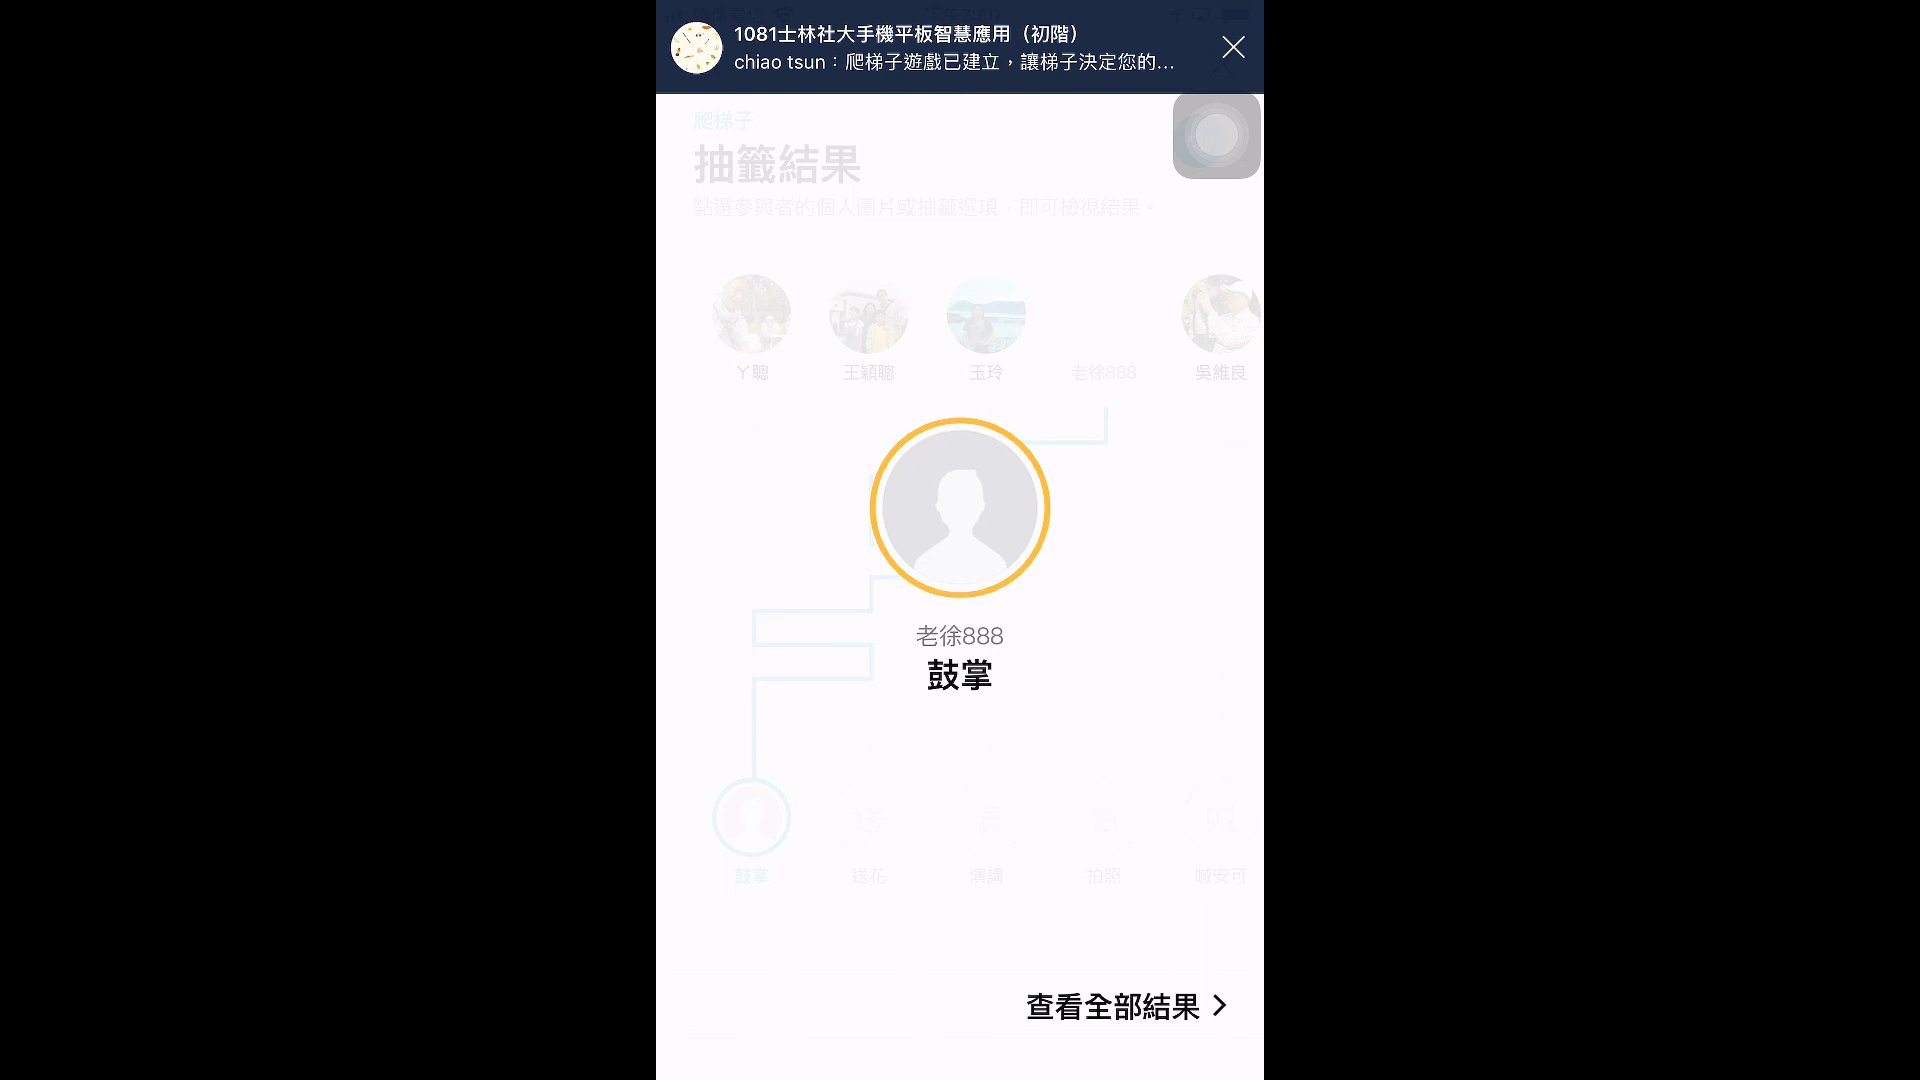 1081士林社大手機平板智慧應用（初階）
chiao tsun：爬梯子遊戲已建立，讓梯子決定您的...
爬梯子
抽籤結果
點選參與者的個人圖片或抽籤選項，即可檢視結果。
ㄚ聰 王穎聰 玉玲 老徐888 吳維良
老徐888
鼓掌
鼓掌 送花 演講 拍照 喊安可
查看全部結果